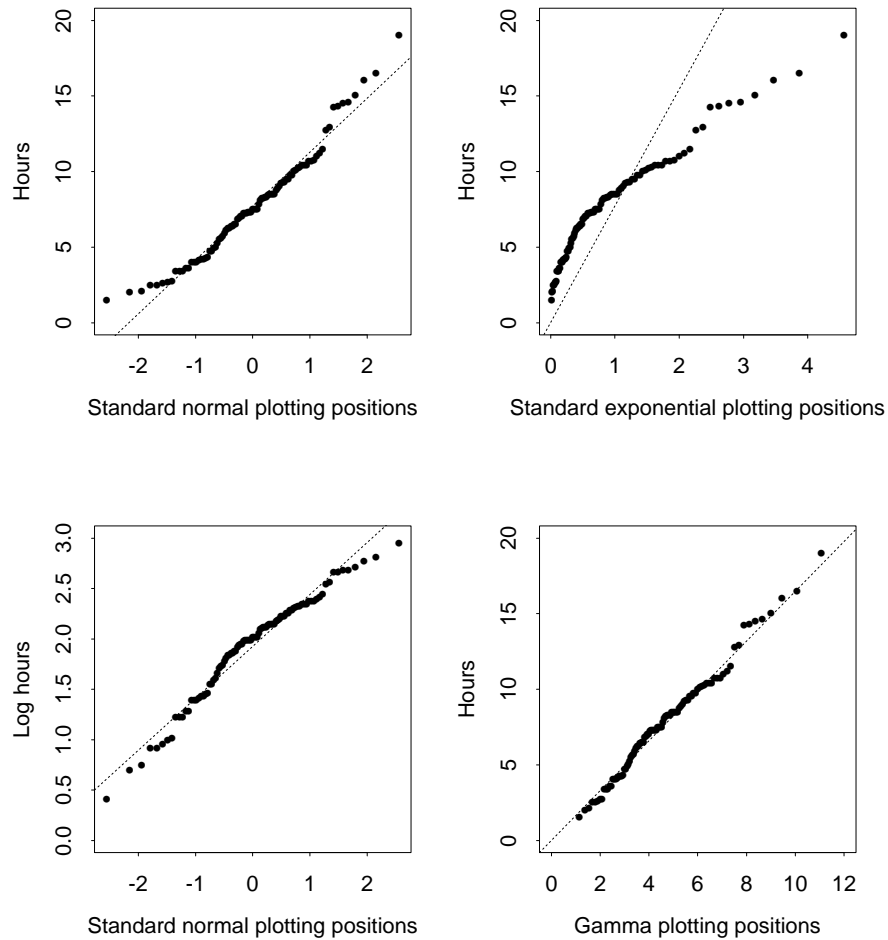 Hours
20
15
10
5
0
-2 -1 0 1 2
Standard normal plotting positions
Hours
20
15
10
5
0
0 1 2 3 4
Standard exponential plotting positions
Log hours
3.0
2.5
2.0
1.5
1.0
0.5
0.0
-2 -1 0 1 2
Standard normal plotting positions
Hours
20
15
10
5
0
0 2 4 6 8 10 12
Gamma plotting positions